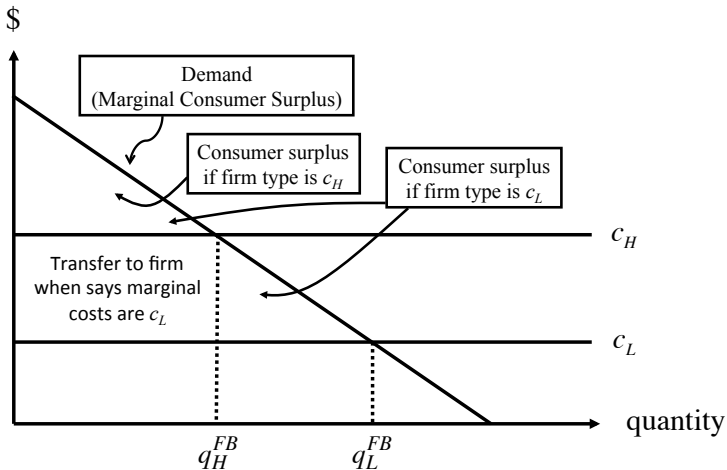 $
Demand
(Marginal Consumer Surplus)
Consumer surplus
if firm type is c_H
Consumer surplus
if firm type is c_L
c_H
Transfer to firm
when says marginal
costs are c_L
c_L
quantity
q_H^{FB}
q_L^{FB}